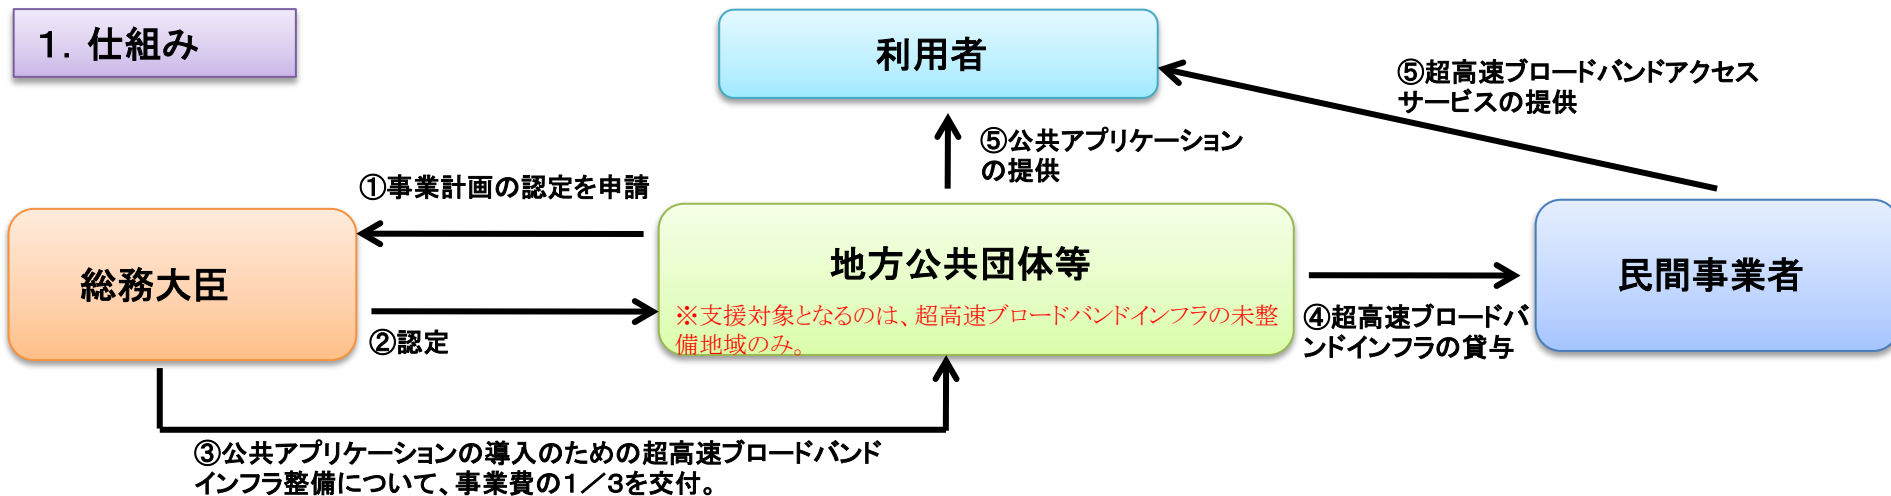 １．仕組み
利用者
⑤超高速ブロードバンドアクセス
サービスの提供
⑤公共アプリケーション
の提供
①事業計画の認定を申請
総務大臣
地方公共団体等
※支援対象となるのは、超高速ブロードバンドインフラの未整
備地域のみ。
民間事業者
②認定
④超高速ブロードバ
ンドインフラの貸与
③公共アプリケーションの導入のための超高速ブロードバンド
インフラ整備について、事業費の１／３を交付。